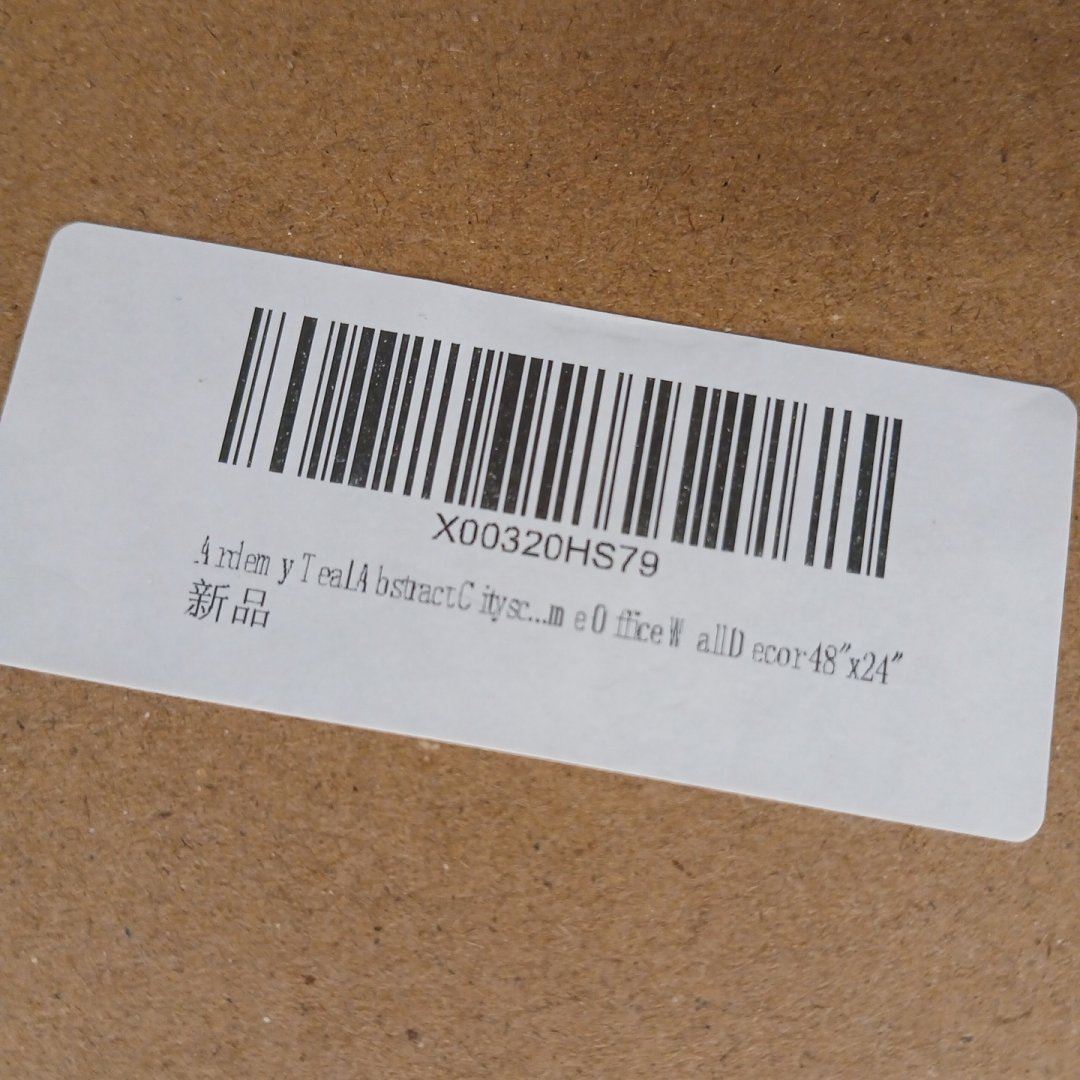 X00320HS79
Ardemy Teal Abstract Citysc...me Office Wall Decor 48"x24"
新品